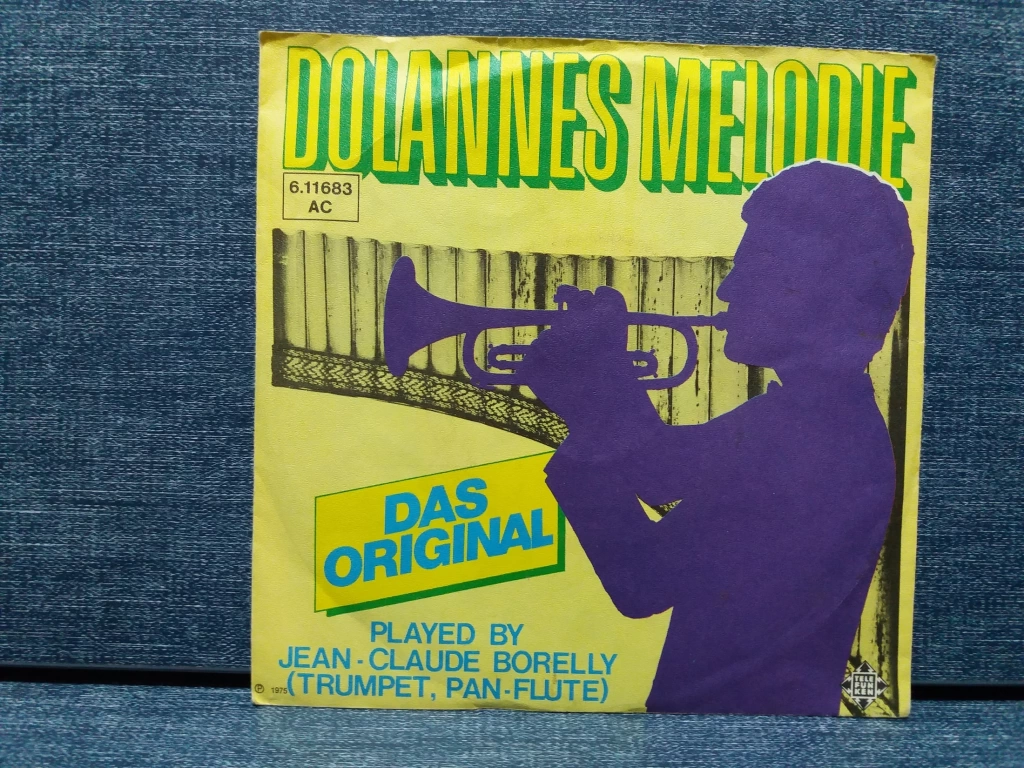 DOLANNES MELODIE
6.11683
AC
DAS
ORIGINAL
PLAYED BY
JEAN-CLAUDE BORELLY
(TRUMPET, PAN-FLUTE)
℗ 1975
TELE
FUN
KEN